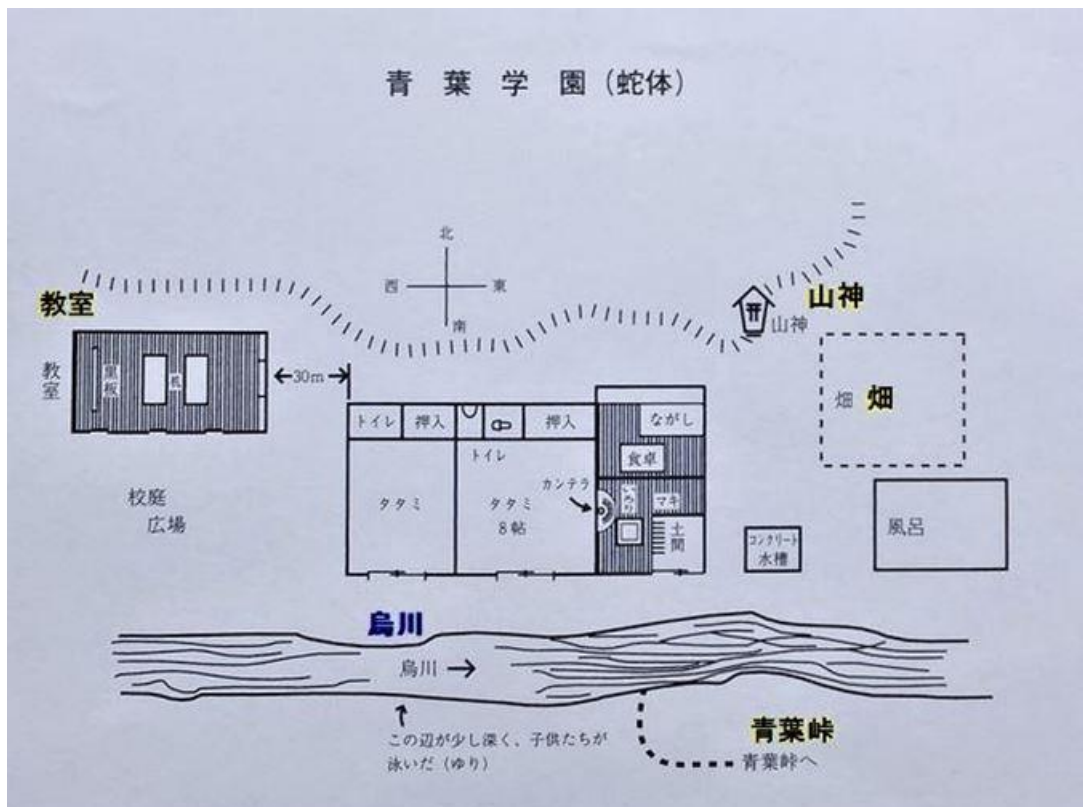 青葉学園（蛇体）
北
西
東
南
教室
教室
黒板
机
30m
山神
山神
畑
畑
トイレ
押入
押入
トイレ
ながし
食卓
カンテラ
いろり
マキ
タタミ
タタミ
8帖
土間
校庭
広場
コンクリート
水槽
風呂
烏川
烏川
この辺が少し深く、子供たちが
泳いだ（ゆり）
青葉峠
青葉峠へ